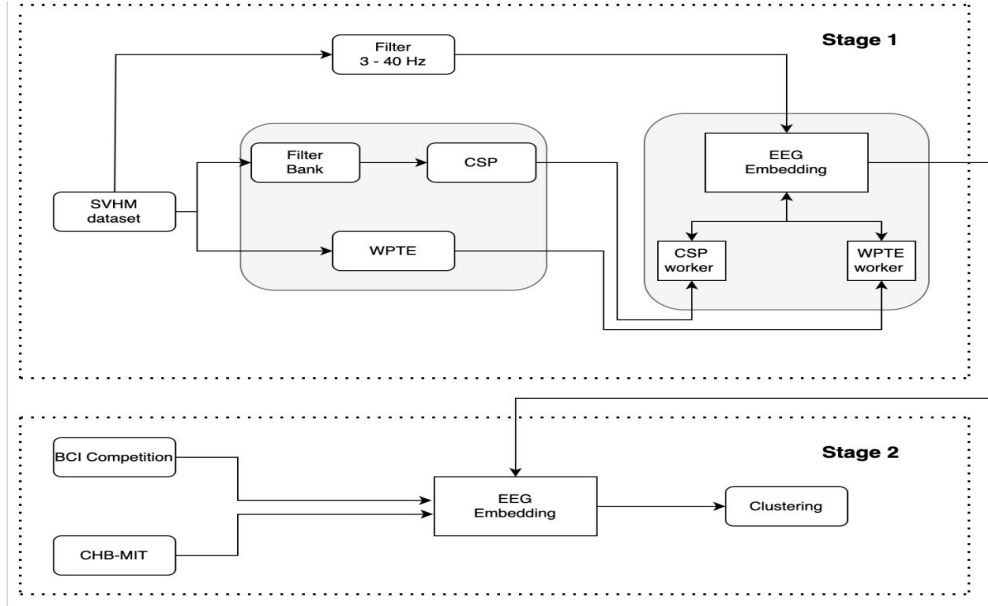 Stage 1
Filter
3 - 40 Hz
EEG
Embedding
Filter
Bank
CSP
SVHM
dataset
WPTE
CSP
worker
WPTE
worker
Stage 2
BCI Competition
EEG
Embedding
Clustering
CHB-MIT